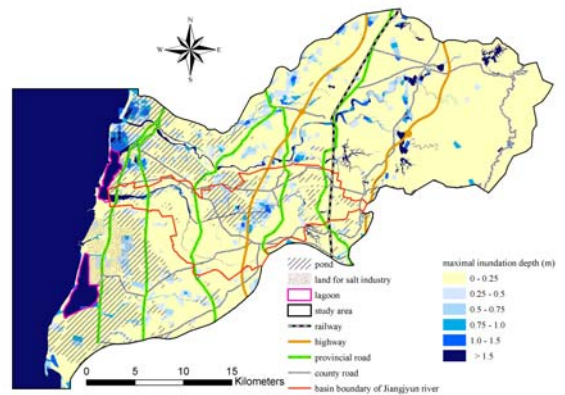 N
W E
S
pond
land for salt industry
lagoon
study area
railway
highway
provincial road
county road
basin boundary of Jiangjyun river
maximal inundation depth (m)
0 - 0.25
0.25 - 0.5
0.5 - 0.75
0.75 - 1.0
1.0 - 1.5
> 1.5
0 5 10 15
Kilometers